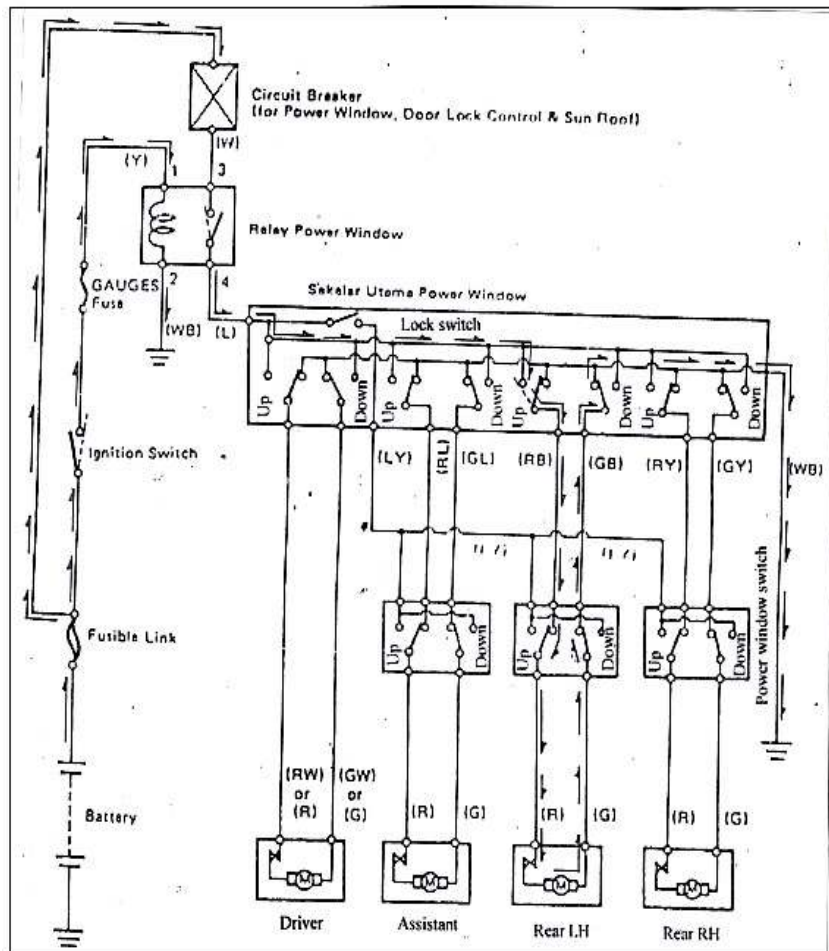 Circuit Breaker
(for Power Window, Door Lock Control & Sun Roof)
(W)
(Y)
1
3
Relay Power Window
2
4
GAUGES
Fuse
(WB)
(L)
Sakelar Utama Power Window
Lock switch
Up
Down
Up
Down
Up
Down
Up
Down
Ignition Switch
(LY)
(RL)
(GL)
(RB)
(GB)
(RY)
(GY)
(WB)
Power window switch
Fusible Link
Up
Down
Up
Down
Up
Down
Battery
(RW)
or
(R)
(GW)
or
(G)
(R)
(G)
(R)
(G)
(R)
(G)
M
M
M
M
Driver
Assistant
Rear LH
Rear RH